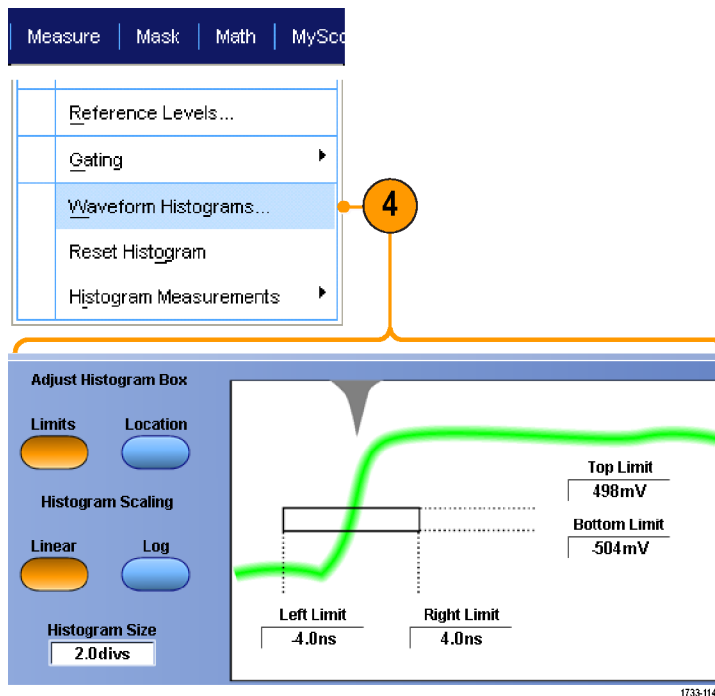 Measure | Mask | Math | MySco
Reference Levels...
Gating
Waveform Histograms...
4
Reset Histogram
Histogram Measurements
Adjust Histogram Box
Limits Location
Histogram Scaling
Linear Log
Histogram Size
2.0divs
Top Limit
498mV
Bottom Limit
-504mV
Left Limit Right Limit
-4.0ns 4.0ns
1733-114